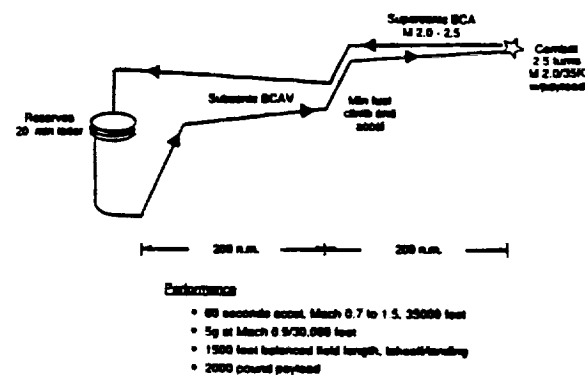 Supersonic BCA
M 2.0 - 2.5
Combat
2.5 turns
M 2.0/35K
w/payload
Subsonic BCAV
Min fuel
climb and
accel
Reserves
20 min loiter
200 n.m.
200 n.m.
Performance
• 60 seconds accel, Mach 0.7 to 1.5, 35000 feet
• 5g at Mach 0.9/30,000 feet
• 1500 feet balanced field length, takeoff/landing
• 2000 pound payload